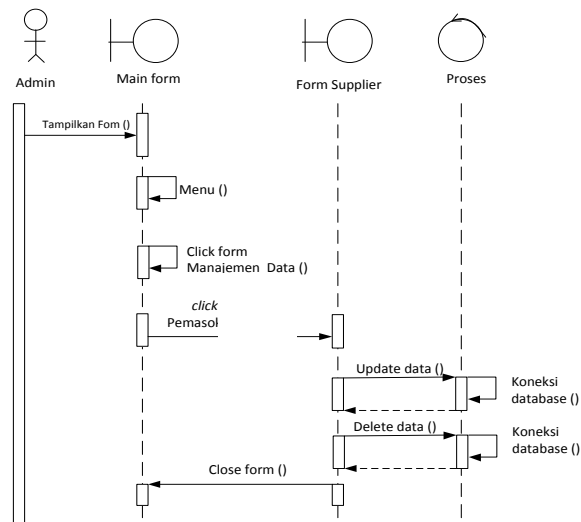 Admin
Main form
Form Supplier
Proses
Tampilkan Fom ()
Menu ()
Click form
Manajemen Data ()
click
Update data ()
Koneksi
database ()
Delete data ()
Koneksi
database ()
Close form ()